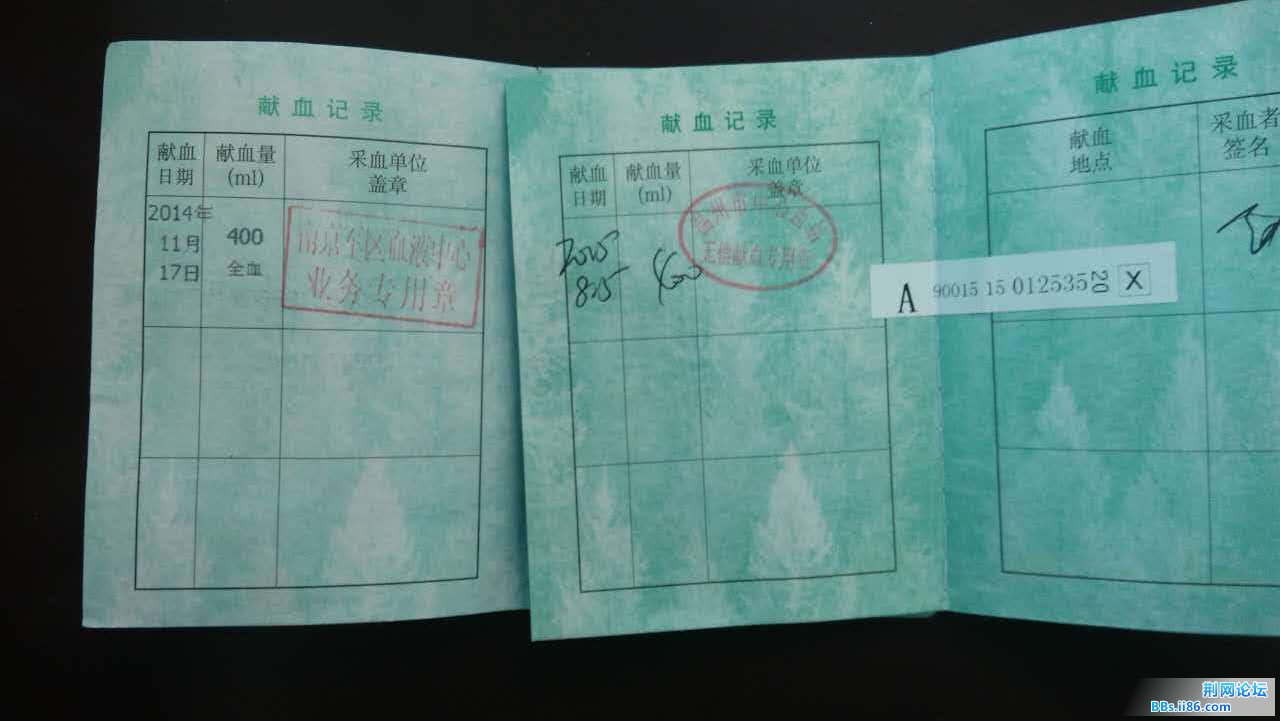 献血记录
献血
日期
献血量
(ml)
采血单位
盖章
2014年
11月
17日
400
全血
南京军区血液中心
业务专用章
献血记录
献血
日期
献血量
(ml)
采血单位
盖章
2015
8.15
400
无偿献血专用章
A 90015 15 012535 20 X
献血记录
献血
地点
采血者
签名
荆网论坛
BBs.ii86.com